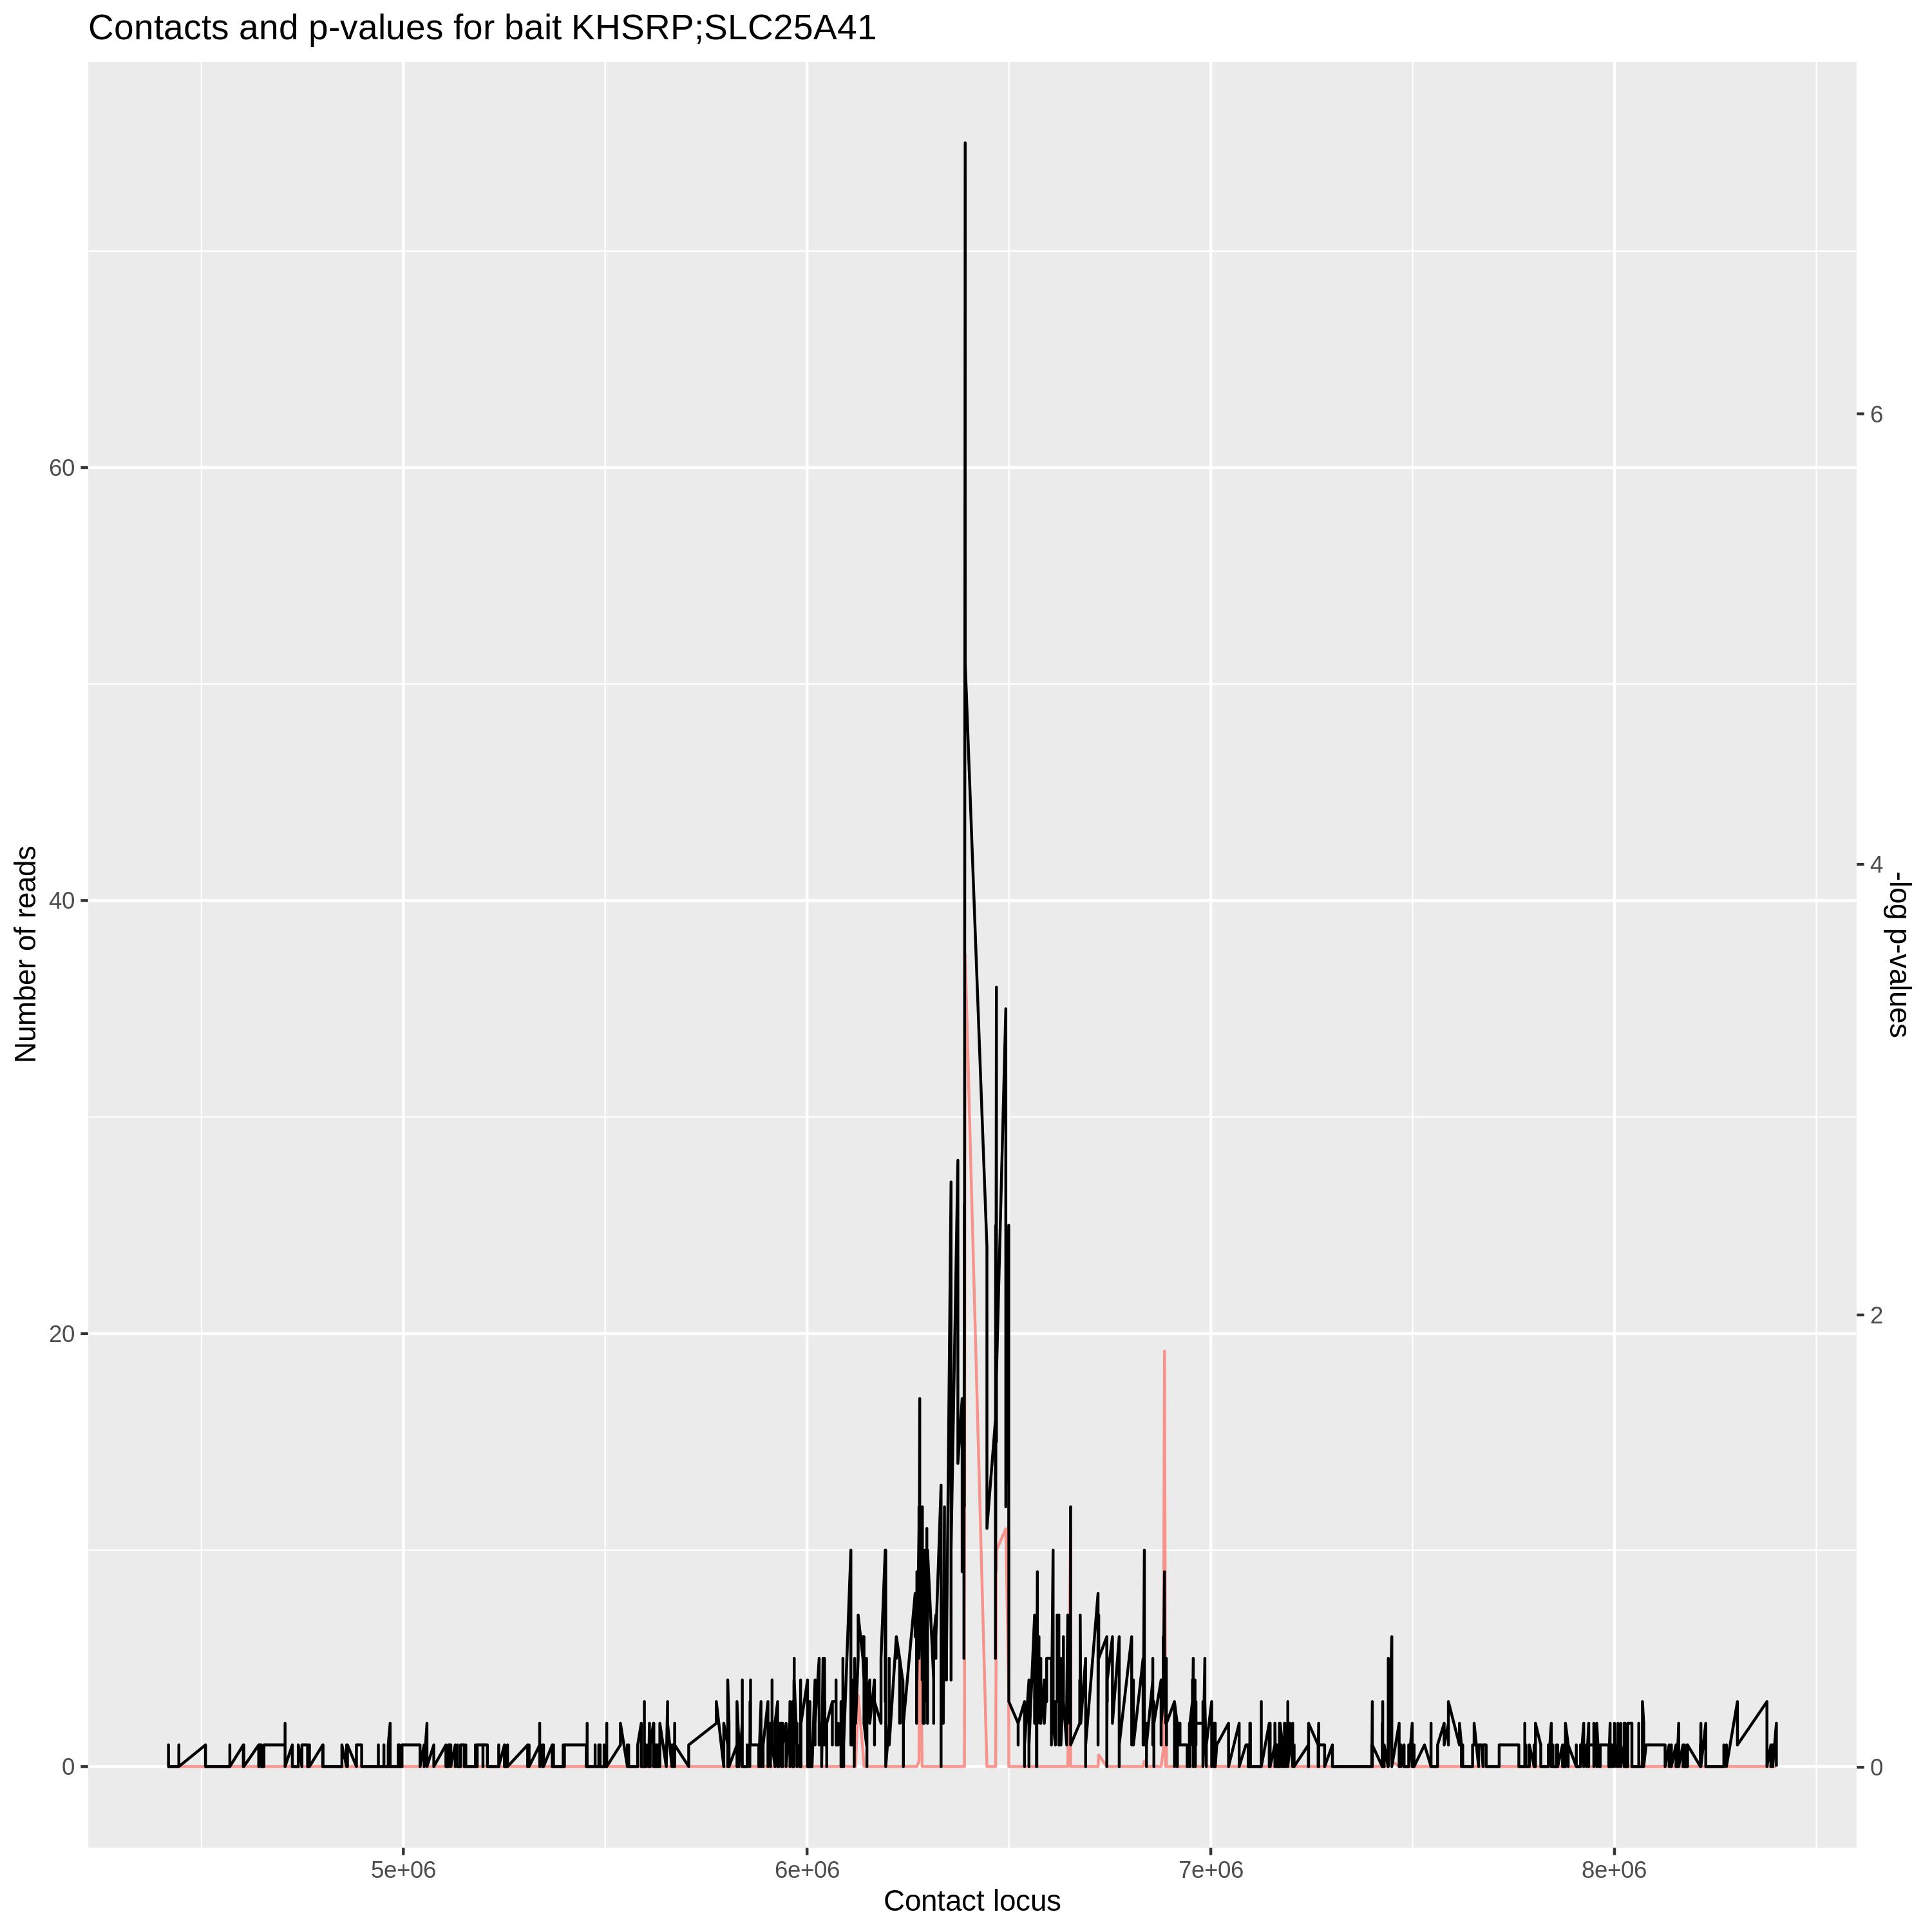 Contacts and p-values for bait KHSRP;SLC25A41
Number of reads
60
40
20
0
6
4
2
0
-log p-values
5e+06 6e+06 7e+06 8e+06
Contact locus